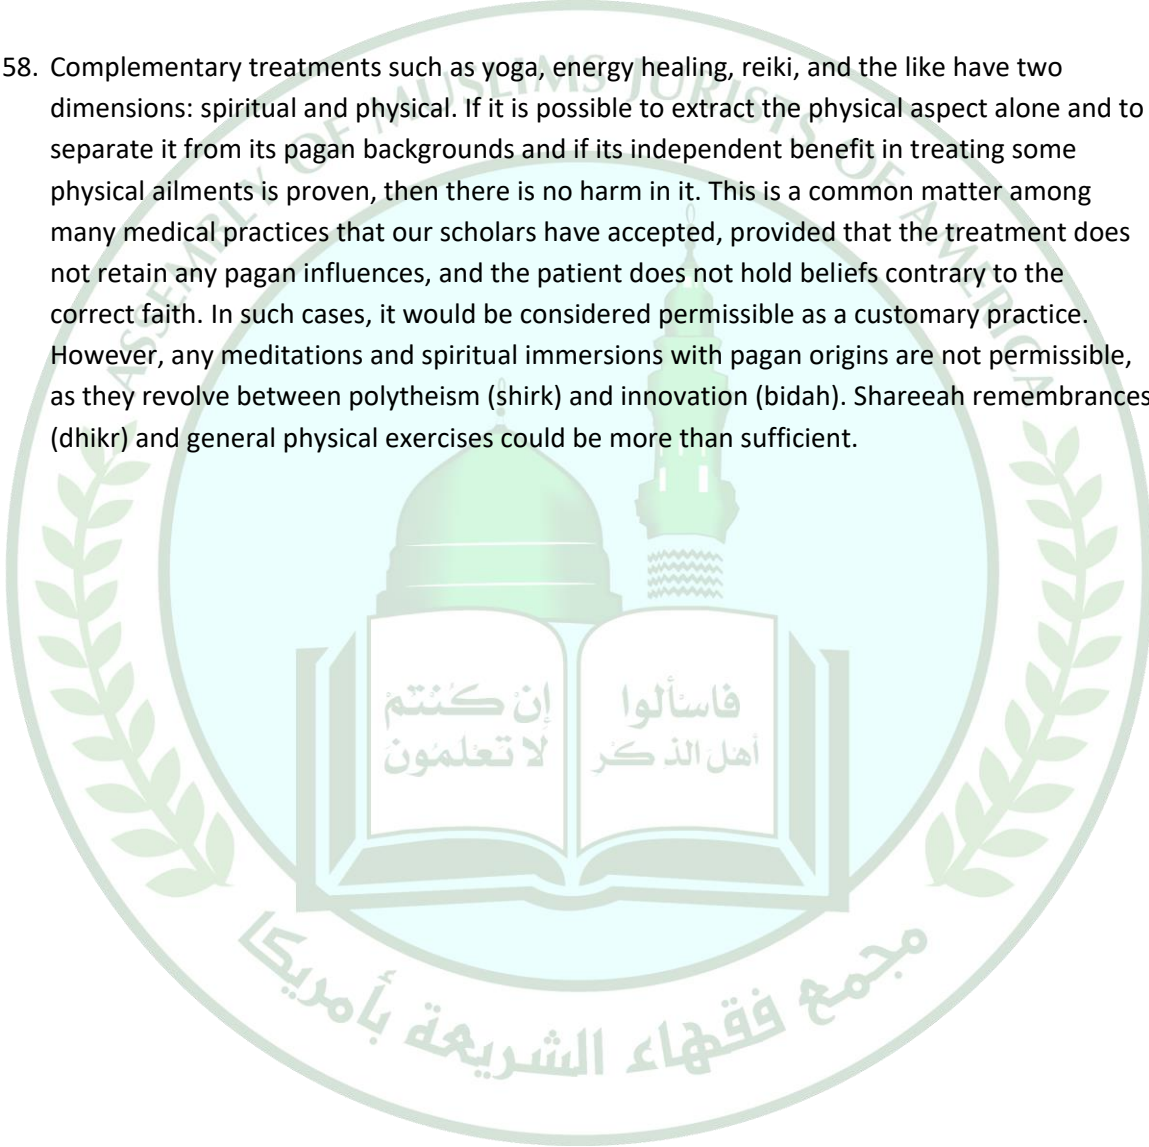 58. Complementary treatments such as yoga, energy healing, reiki, and the like have two
dimensions: spiritual and physical. If it is possible to extract the physical aspect alone and to
separate it from its pagan backgrounds and if its independent benefit in treating some
physical ailments is proven, then there is no harm in it. This is a common matter among
many medical practices that our scholars have accepted, provided that the treatment does
not retain any pagan influences, and the patient does not hold beliefs contrary to the
correct faith. In such cases, it would be considered permissible as a customary practice.
However, any meditations and spiritual immersions with pagan origins are not permissible,
as they revolve between polytheism (shirk) and innovation (bidah). Shareeah remembrances
(dhikr) and general physical exercises could be more than sufficient.
ASSEMBLY OF MUSLIMS JURISTS OF AMERICA
فاسألوا
أهل الذكر
إن كنتم
لا تعلمون
مجمع فقهاء الشريعة بأمريكا